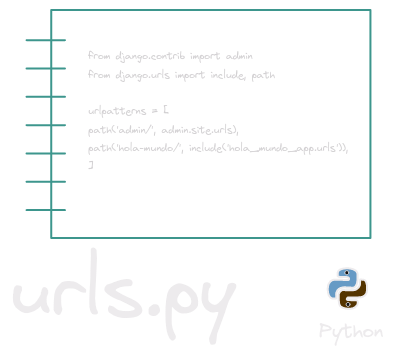 from django.contrib import admin
from django.urls import include, path
urlpatterns = [
path('admin/', admin.site.urls),
path('hola-mundo/', include('hola_mundo_app.urls')),
]
urls.py
Python